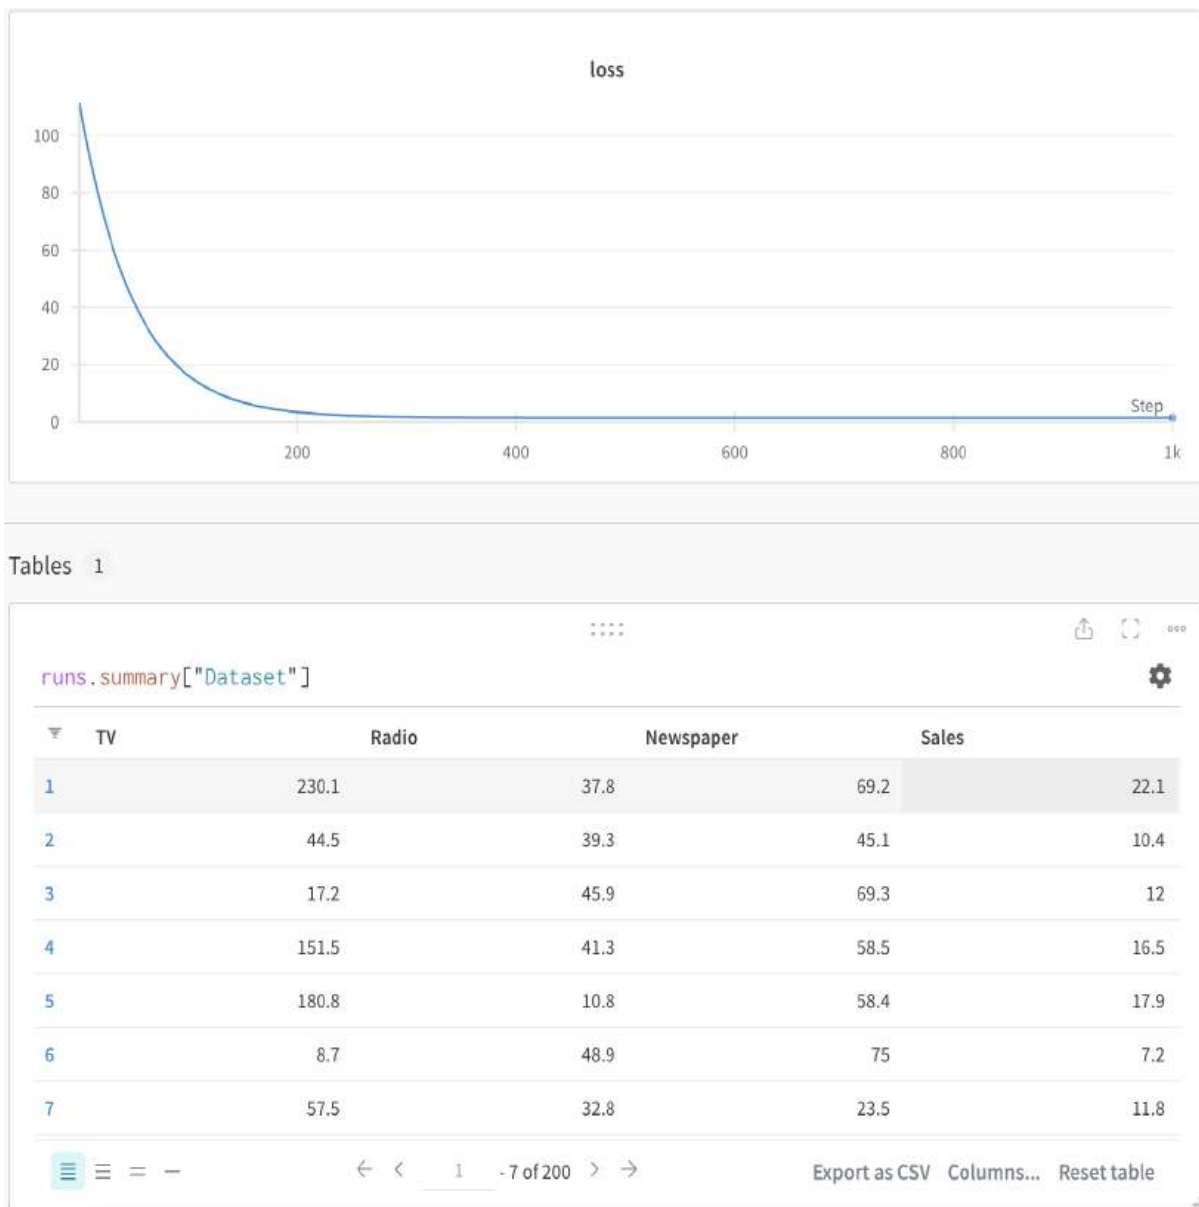 loss
100
80
60
40
20
0
Step
200 400 600 800 1k
Tables 1
runs.summary["Dataset"]
TV Radio Newspaper Sales
1 230.1 37.8 69.2 22.1
2 44.5 39.3 45.1 10.4
3 17.2 45.9 69.3 12
4 151.5 41.3 58.5 16.5
5 180.8 10.8 58.4 17.9
6 8.7 48.9 75 7.2
7 57.5 32.8 23.5 11.8
1 - 7 of 200 Export as CSV Columns... Reset table